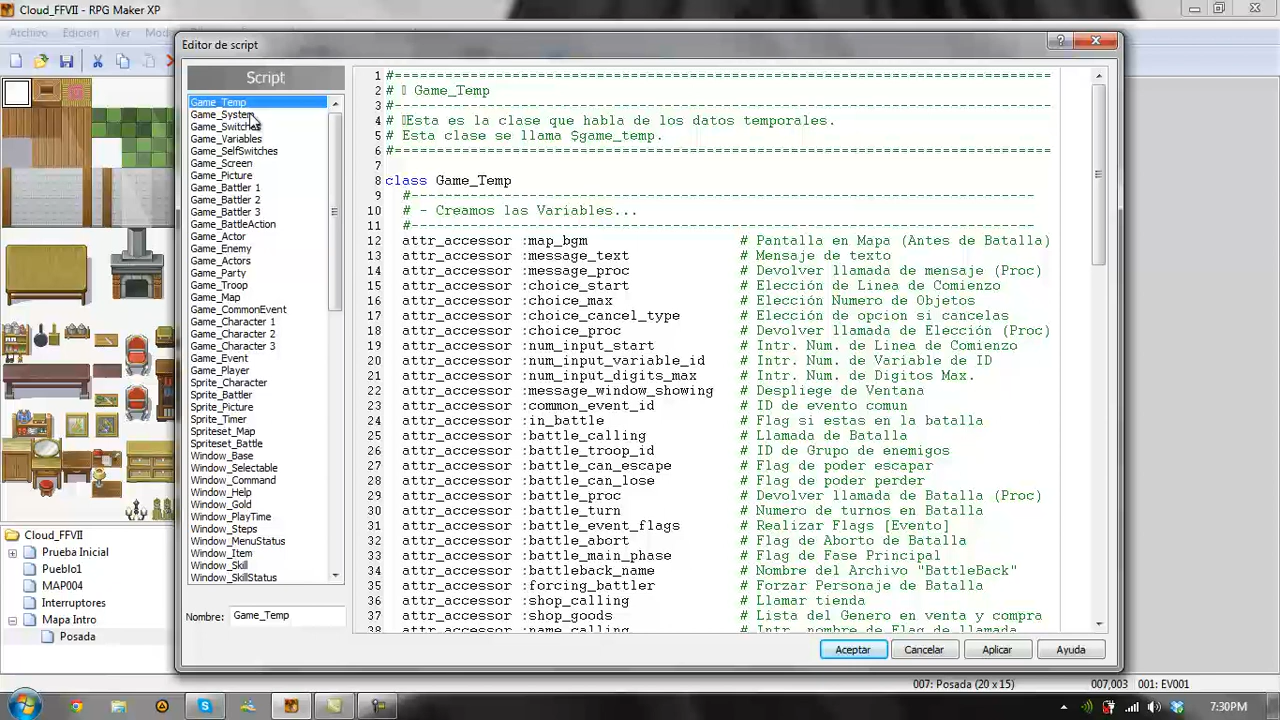 Cloud_FFVII - RPG Maker XP
Archivo Edición Ver
Editor de script
Script
Game_Temp
Game_System
Game_Switches
Game_Variables
Game_SelfSwitches
Game_Screen
Game_Picture
Game_Battler 1
Game_Battler 2
Game_Battler 3
Game_BattleAction
Game_Actor
Game_Enemy
Game_Actors
Game_Party
Game_Troop
Game_Map
Game_CommonEvent
Game_Character 1
Game_Character 2
Game_Character 3
Game_Event
Game_Player
Sprite_Character
Sprite_Battler
Sprite_Picture
Sprite_Timer
Spriteset_Map
Spriteset_Battle
Window_Base
Window_Selectable
Window_Command
Window_Help
Window_Gold
Window_PlayTime
Window_Steps
Window_MenuStatus
Window_Item
Window_Skill
Window_SkillStatus
Nombre: Game_Temp
1 #------------------------------------------------------------------------------
2 # Game_Temp
3 #------------------------------------------------------------------------------
4 # Esta es la clase que habla de los datos temporales.
5 # Esta clase se llama $game_temp.
6 #------------------------------------------------------------------------------
7
8 class Game_Temp
9 #--------------------------------------------------------------------------
10 # - Creamos las Variables...
11 #--------------------------------------------------------------------------
12 attr_accessor :map_bgm # Pantalla en Mapa (Antes de Batalla)
13 attr_accessor :message_text # Mensaje de texto
14 attr_accessor :message_proc # Devolver llamada de mensaje (Proc)
15 attr_accessor :choice_start # Elección de Linea de Comienzo
16 attr_accessor :choice_max # Elección Numero de Objetos
17 attr_accessor :choice_cancel_type # Elección de opcion si cancelas
18 attr_accessor :choice_proc # Devolver llamada de Elección (Proc)
19 attr_accessor :num_input_start # Intr. Num. de Linea de Comienzo
20 attr_accessor :num_input_variable_id # Intr. Num. de Variable de ID
21 attr_accessor :num_input_digits_max # Intr. Num. de Digitos Max.
22 attr_accessor :message_window_showing # Despliege de Ventana
23 attr_accessor :common_event_id # ID de evento comun
24 attr_accessor :in_battle # Flag si estas en la batalla
25 attr_accessor :battle_calling # Llamada de Batalla
26 attr_accessor :battle_troop_id # ID de Grupo de enemigos
27 attr_accessor :battle_can_escape # Flag de poder escapar
28 attr_accessor :battle_can_lose # Flag de poder perder
29 attr_accessor :battle_proc # Devolver llamada de Batalla (Proc)
30 attr_accessor :battle_turn # Numero de turnos en Batalla
31 attr_accessor :battle_event_flags # Realizar Flags [Evento]
32 attr_accessor :battle_abort # Flag de Aborto de Batalla
33 attr_accessor :battle_main_phase # Flag de Fase Principal
34 attr_accessor :battleback_name # Nombre del Archivo "BattleBack"
35 attr_accessor :forcing_battler # Forzar Personaje de Batalla
36 attr_accessor :shop_calling # Llamar tienda
37 attr_accessor :shop_goods # Lista del Genero en venta y compra
38 attr_accessor :name_calling # Intr. nombre de Flag de llamada
Aceptar Cancelar Aplicar Ayuda
Cloud_FFVII
Prueba Inicial
Pueblo1
MAP004
Interruptores
Mapa Intro
Posada
007: Posada (20 x 15) 007,003 001: EV001
7:30PM